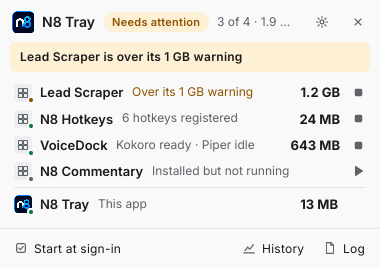 N8 Tray Needs attention 3 of 4 · 1.9 ...
Lead Scraper is over its 1 GB warning
Lead Scraper Over its 1 GB warning 1.2 GB
N8 Hotkeys 6 hotkeys registered 24 MB
VoiceDock Kokoro ready · Piper idle 643 MB
N8 Commentary Installed but not running
N8 Tray This app 13 MB
Start at sign-in History Log